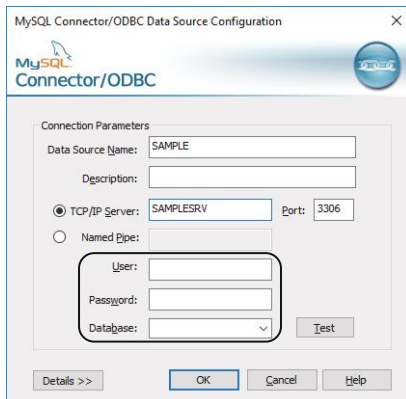 MySQL Connector/ODBC Data Source Configuration
MySQL
Connector/ODBC
Connection Parameters
Data Source Name: SAMPLE
Description:
TCP/IP Server: SAMPLESRV Port: 3306
Named Pipe:
User:
Password:
Database:
Test
Details >> OK Cancel Help